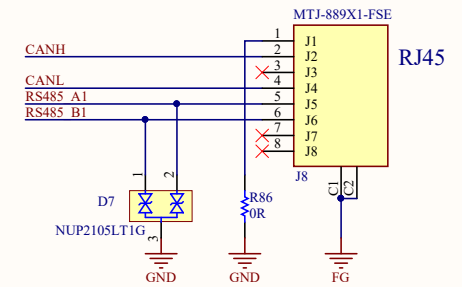 MTJ-889X1-FSE
RJ45
1 J1
CANH 2 J2
3 J3
CANL 4 J4
RS485_A1 5 J5
RS485_B1 6 J6
7 J7
8 J8
J8
C1 C2
1 2
D7
R86
0R
NUP2105LT1G
3
GND GND FG